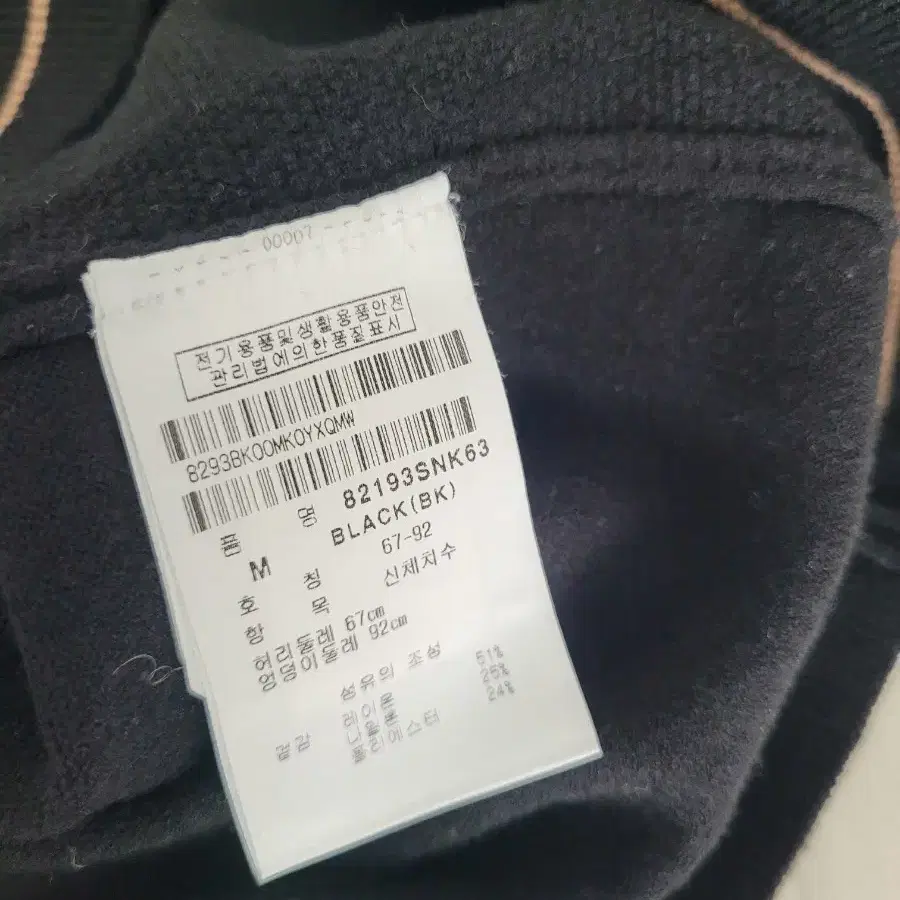 00007
전기용품및생활용품안전
관리법에의한품질표시
8293BK00MK0YXQMW
품 명 82193SNK63
BLACK(BK)
M 67-92
호 칭 신체치수
항 목
허리둘레 67cm
엉덩이둘레 92cm
섬유의 조성
겉감 레이온 51%
나일론 25%
폴리에스터 24%